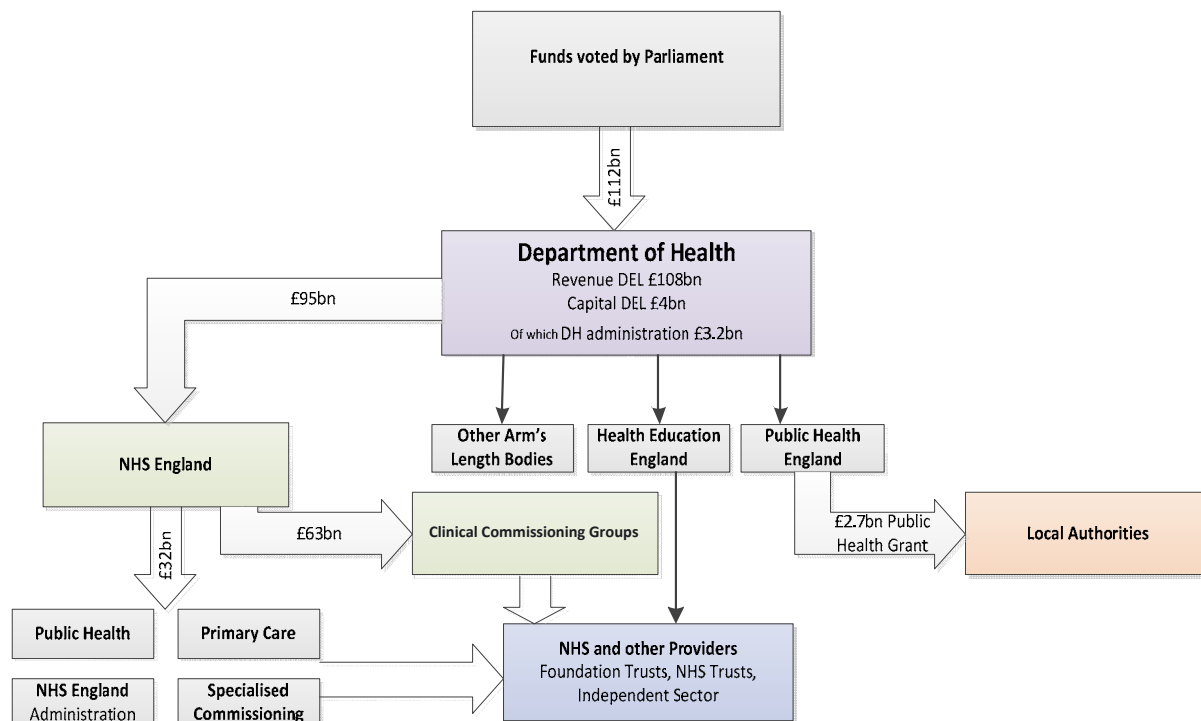 Funds voted by Parliament
£112bn
Department of Health
Revenue DEL £108bn
Capital DEL £4bn
Of which DH administration £3.2bn
£95bn
Other Arm's
Length Bodies
Health Education
England
Public Health
England
NHS England
£63bn
Clinical Commissioning Groups
£2.7bn Public
Health Grant
Local Authorities
£32bn
Public Health
Primary Care
NHS and other Providers
Foundation Trusts, NHS Trusts,
Independent Sector
NHS England
Administration
Specialised
Commissioning